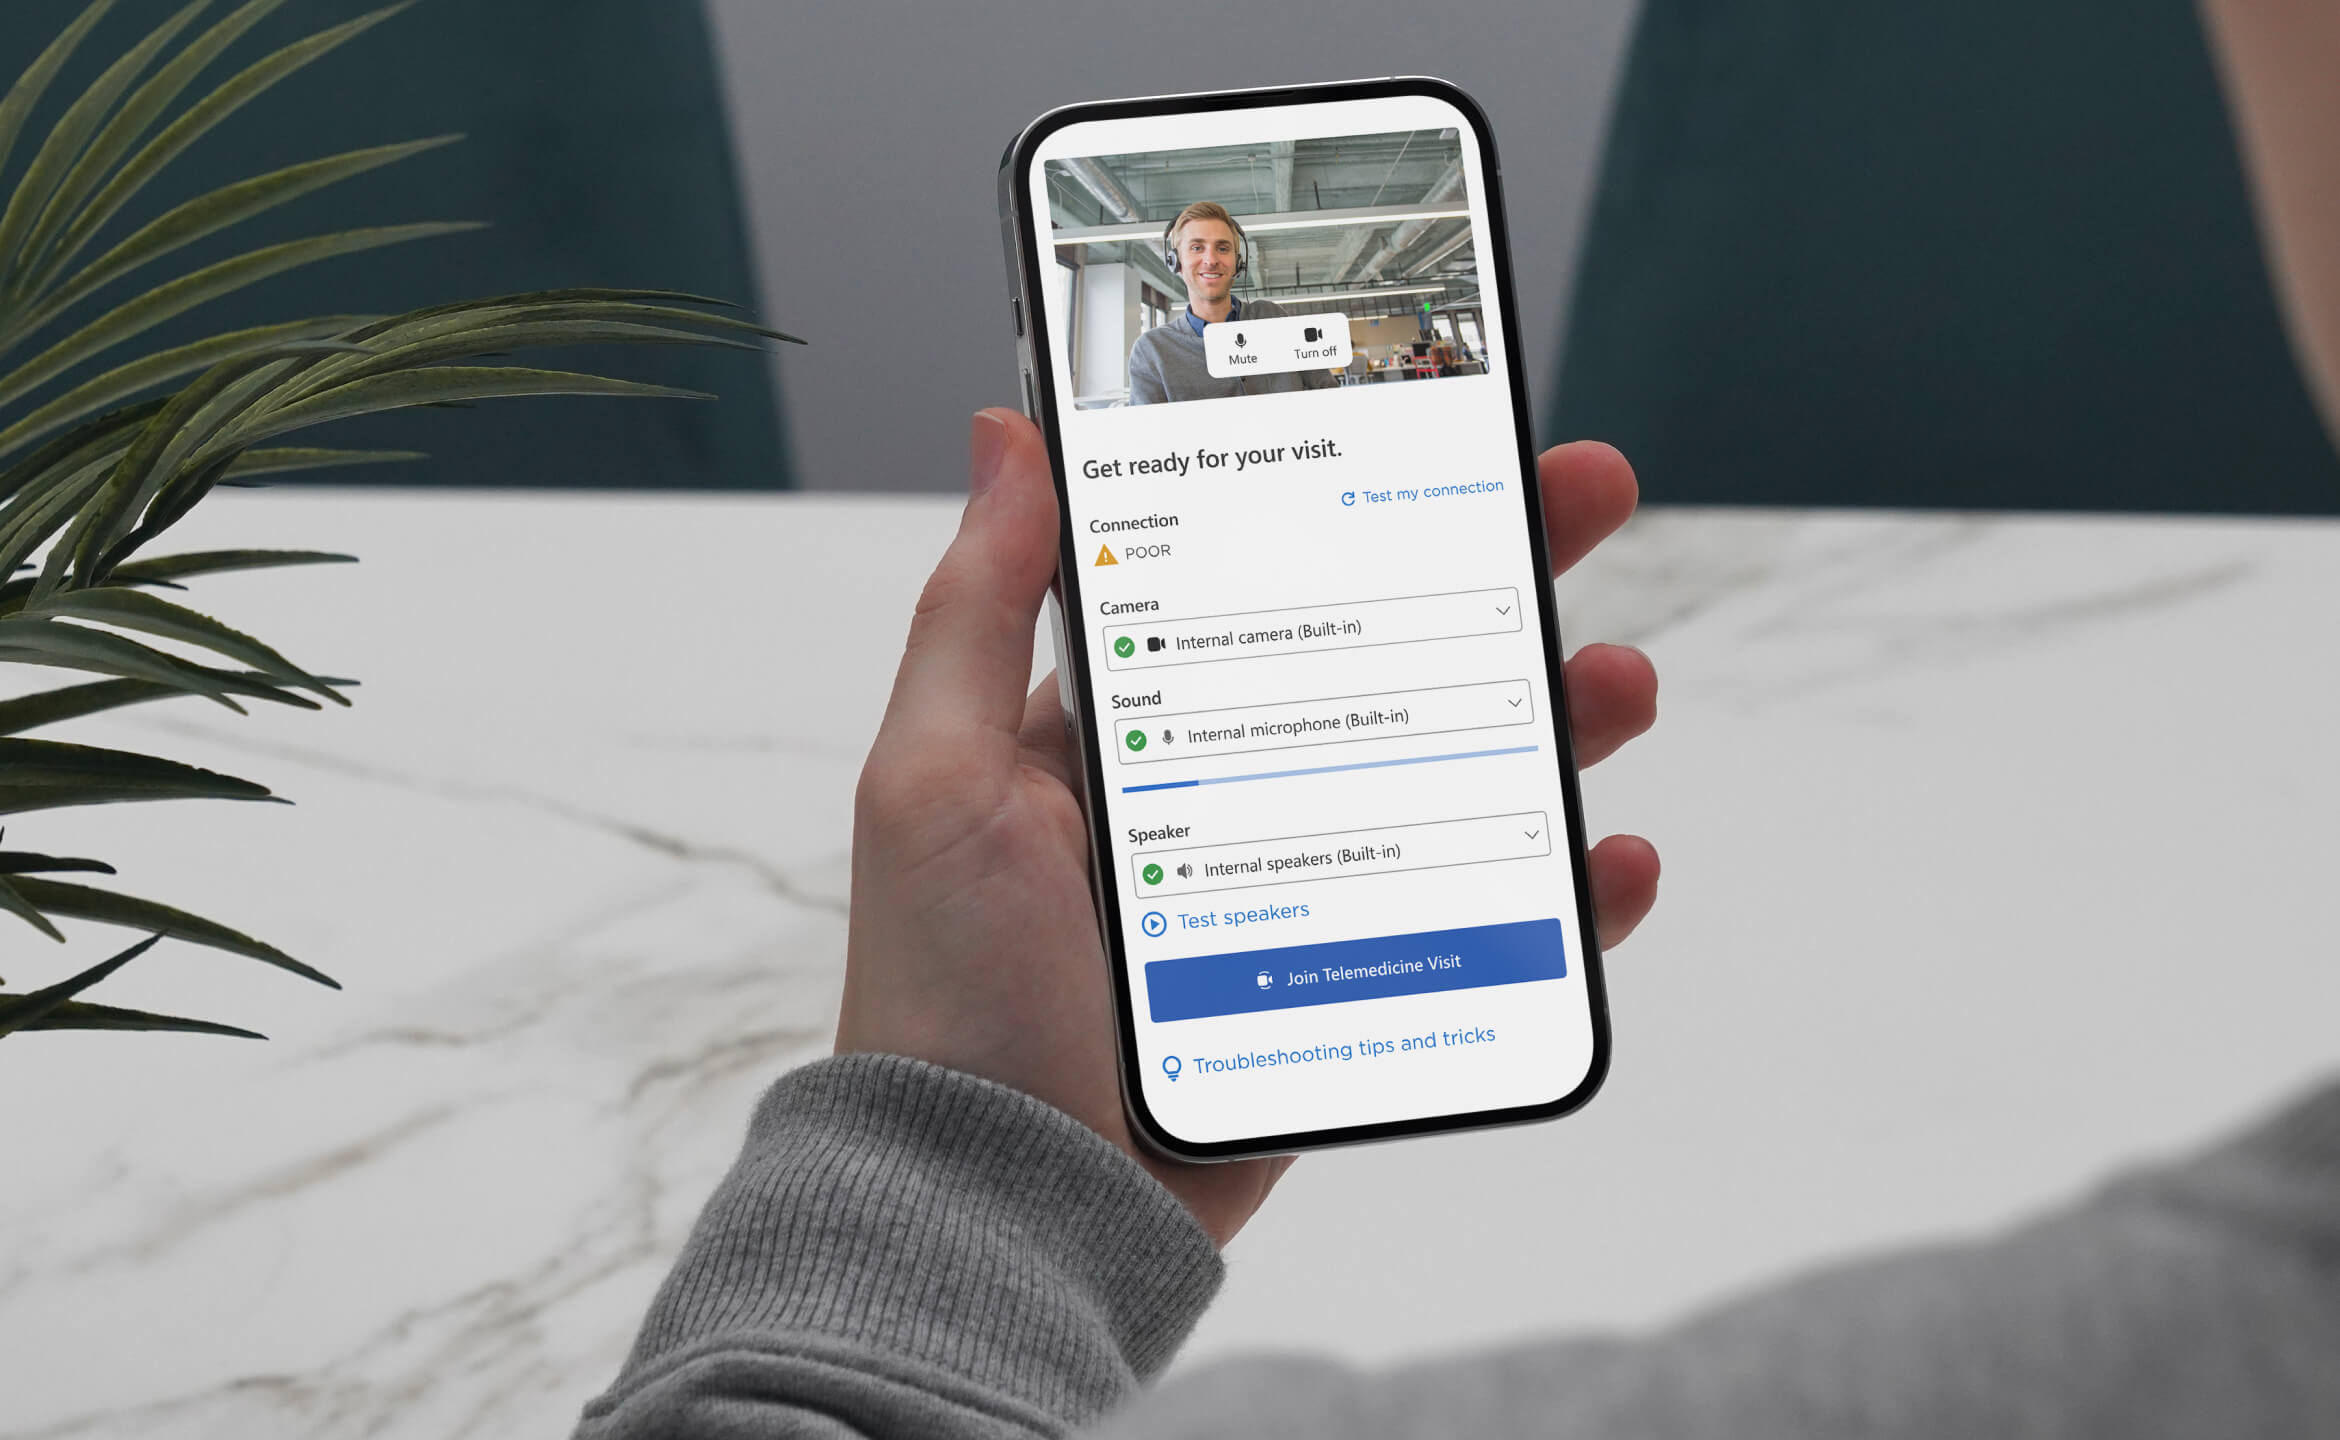 Mute
Turn off
Get ready for your visit.
Test my connection
Connection
POOR
Camera
Internal camera (Built-in)
Sound
Internal microphone (Built-in)
Speaker
Internal speakers (Built-in)
Test speakers
Join Telemedicine Visit
Troubleshooting tips and tricks